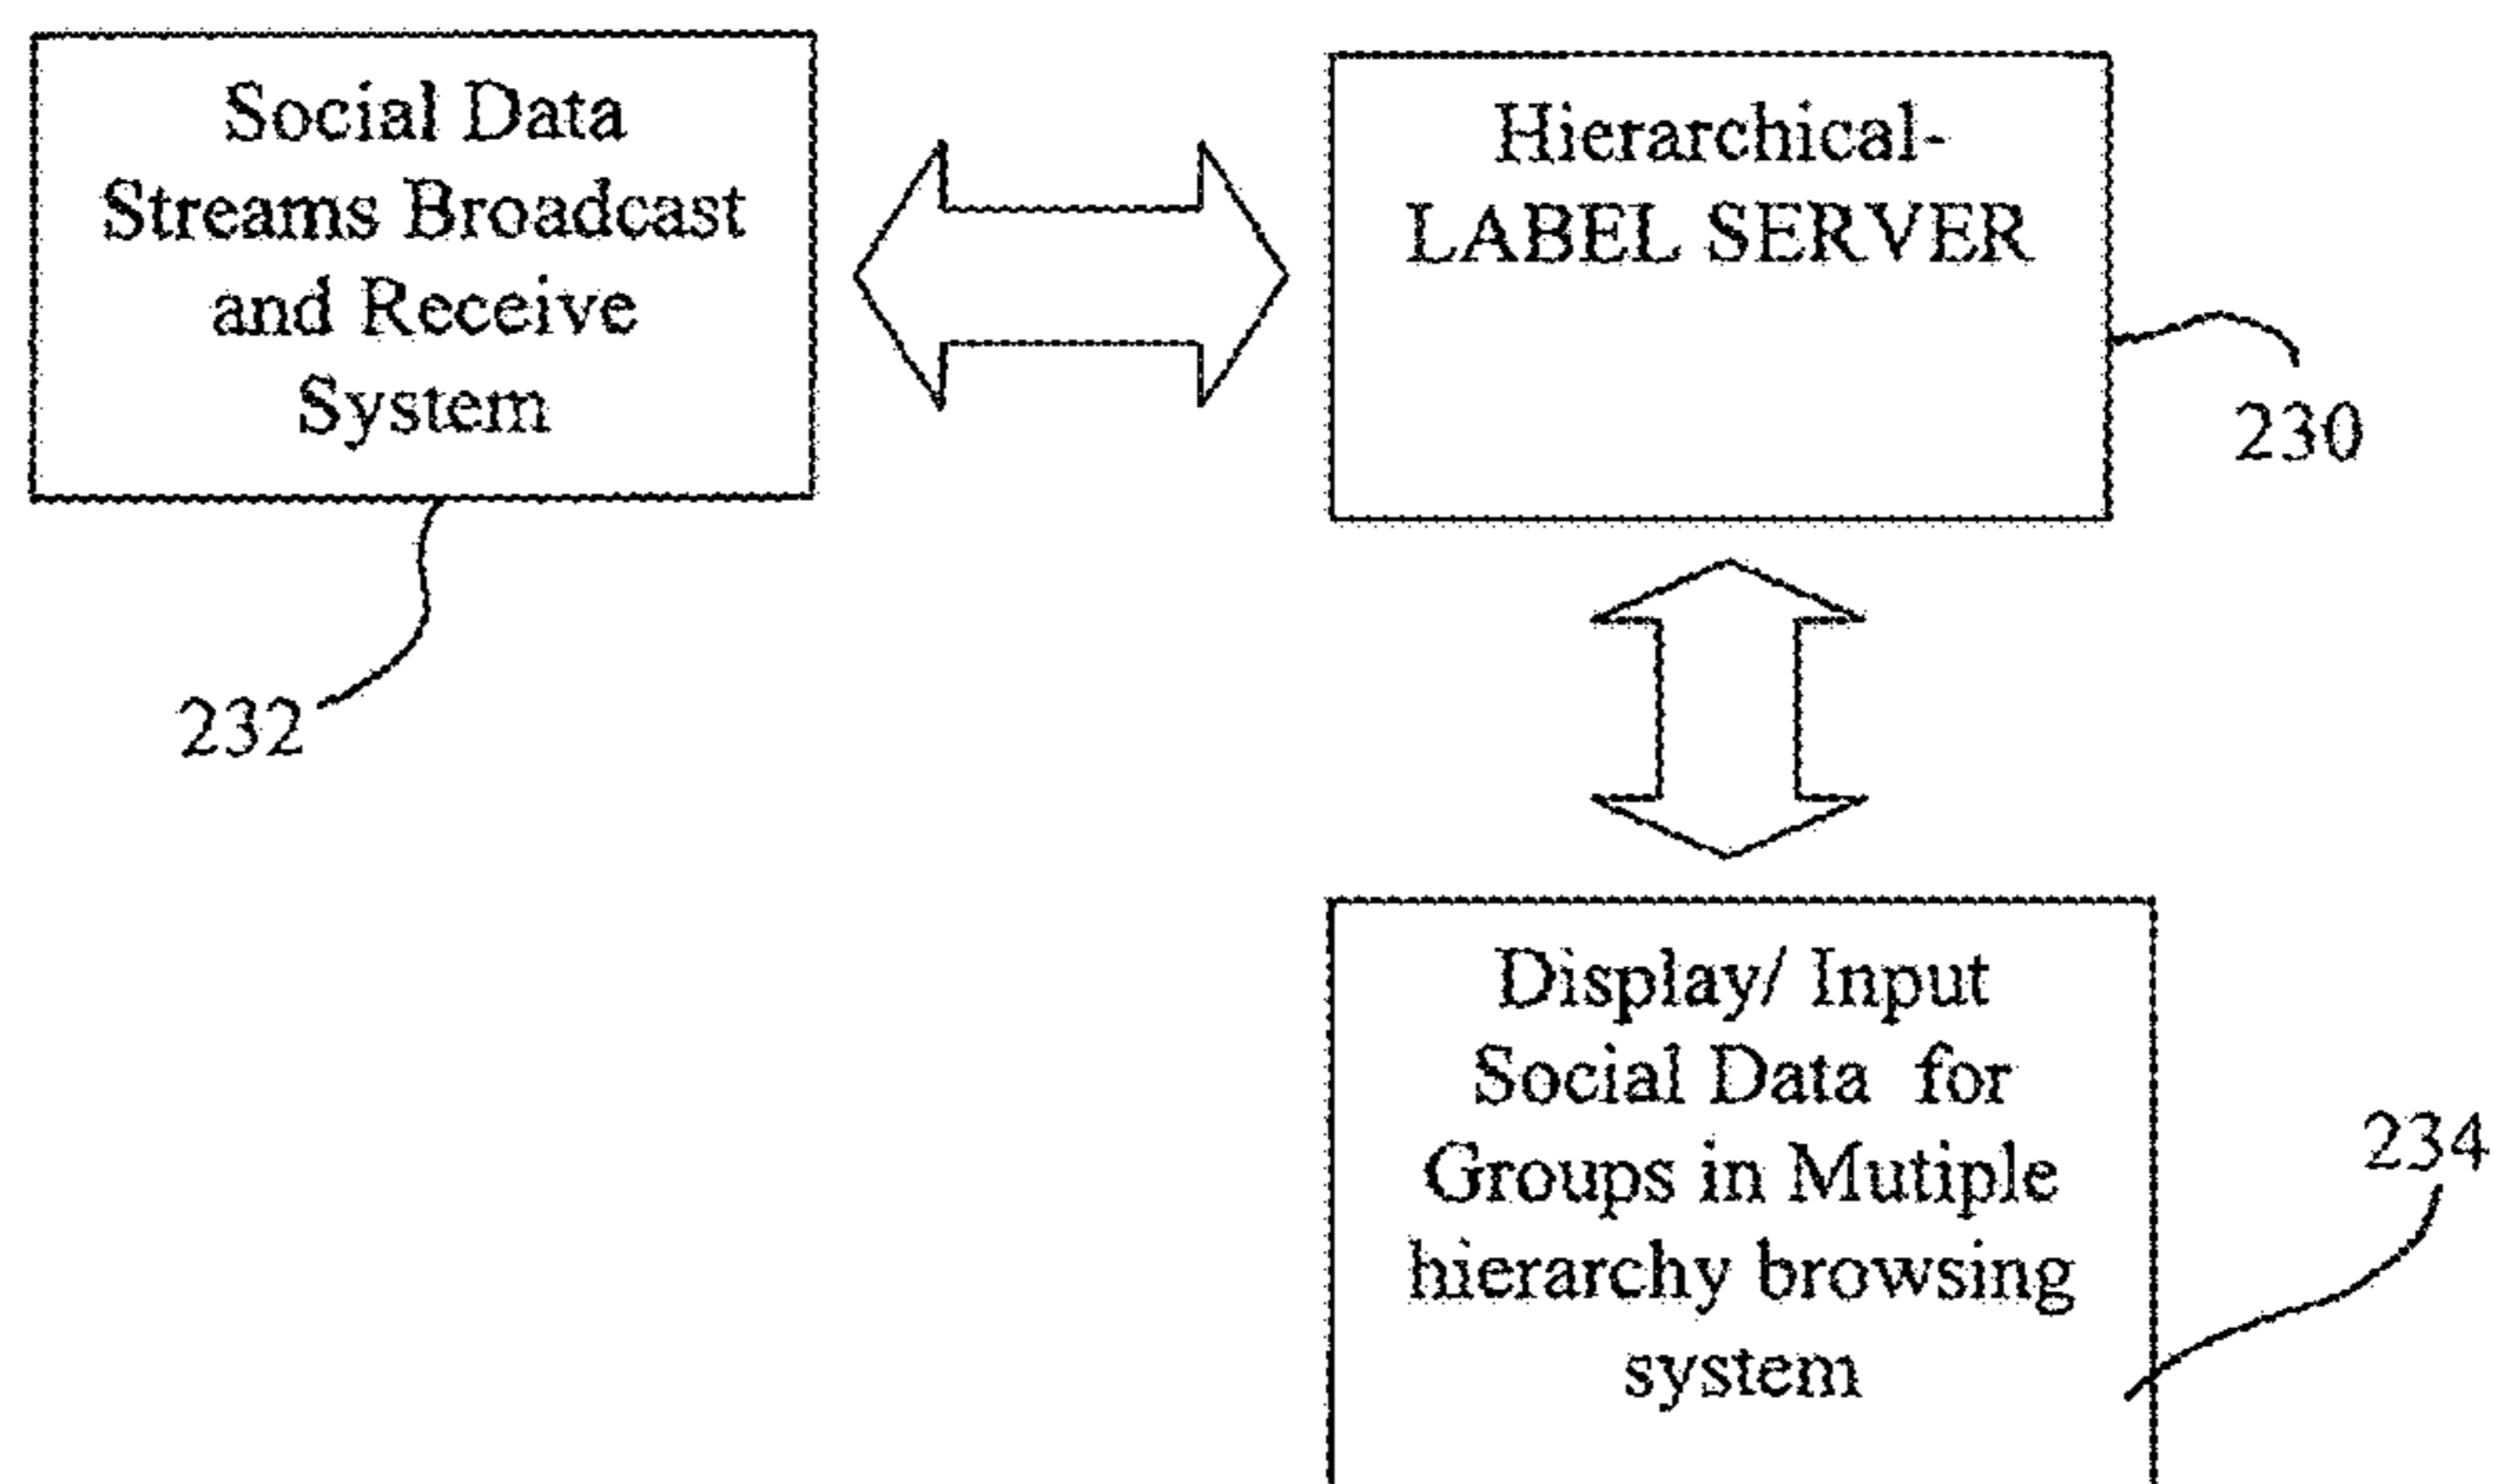 Social Data
Streams Broadcast
and Receive
System
Hierarchical-
LABEL SERVER
230
232
Display/ Input
Social Data for
Groups in Mutiple
hierarchy browsing
system
234